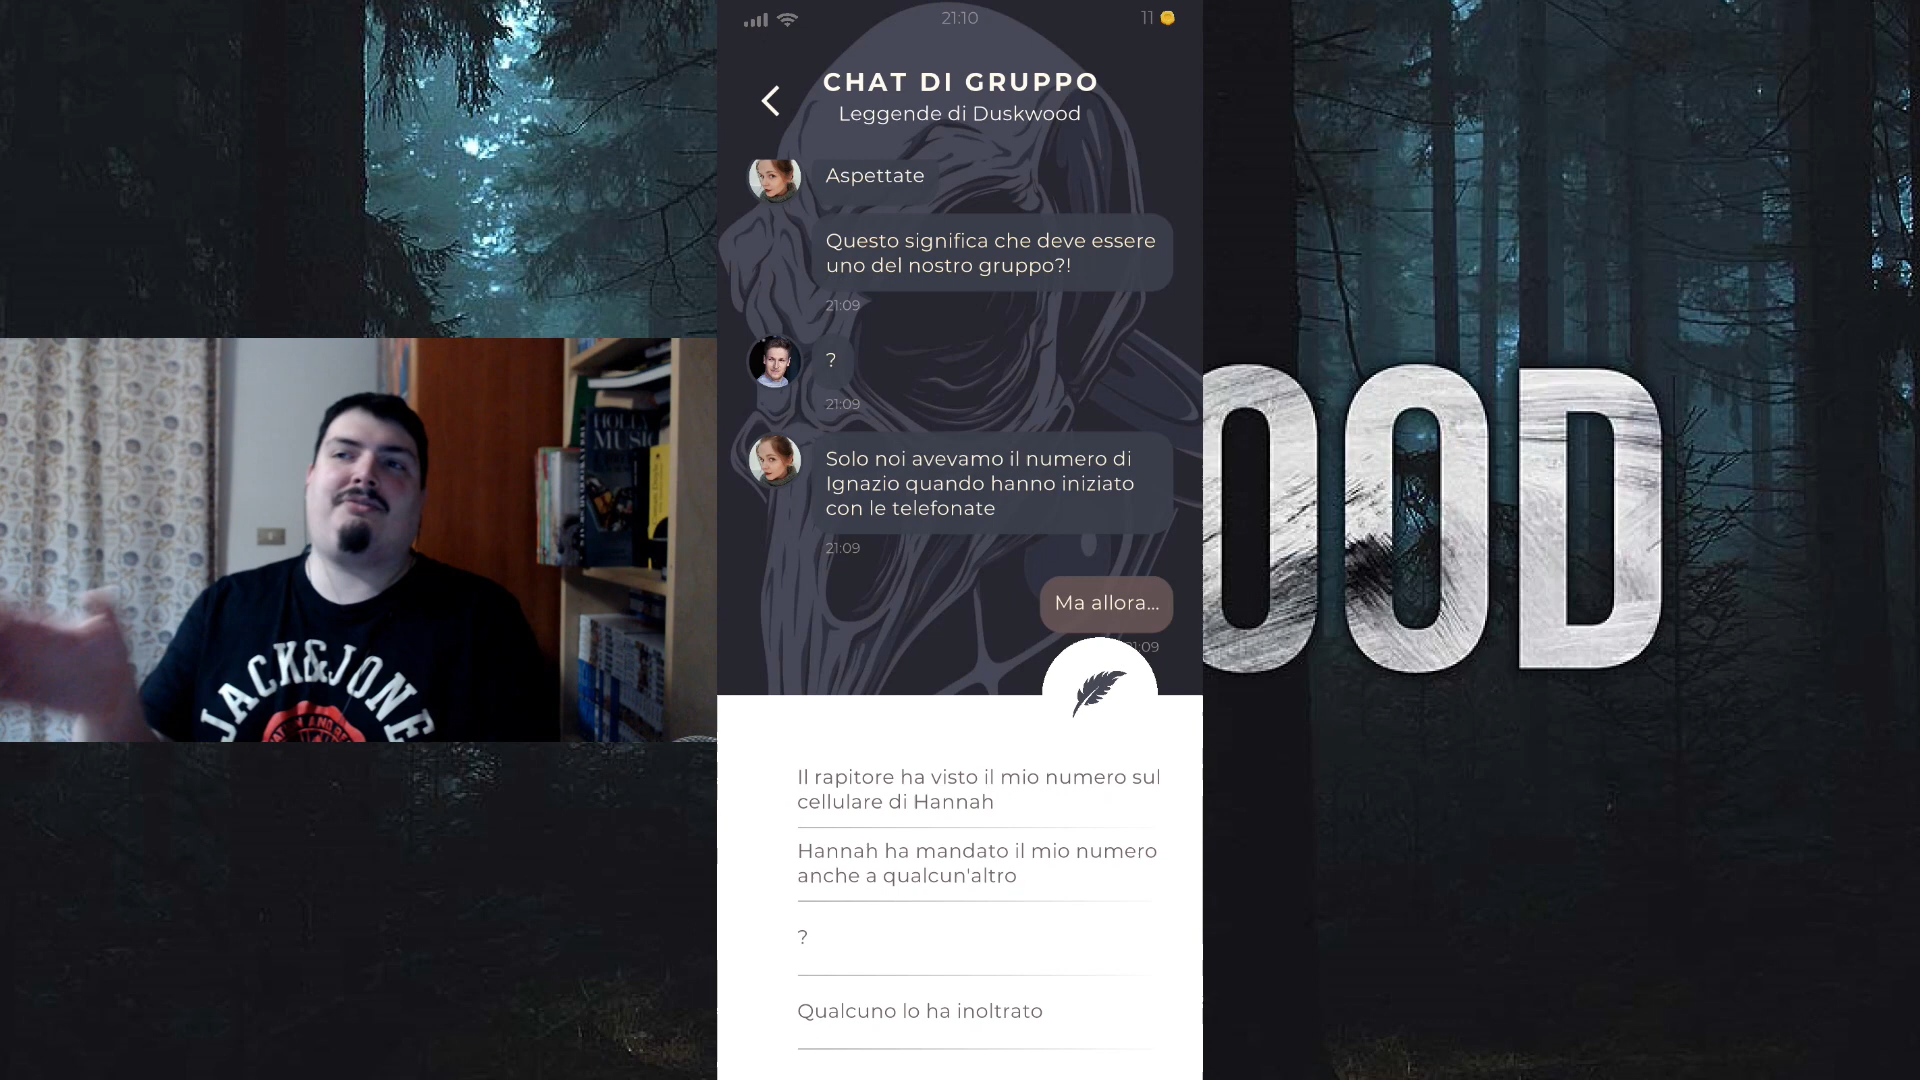 21:10
11
CHAT DI GRUPPO
Leggende di Duskwood
Aspettate
Questo significa che deve essere
uno del nostro gruppo?!
21:09
?
21:09
Solo noi avevamo il numero di
Ignazio quando hanno iniziato
con le telefonate
21:09
Ma allora...
Il rapitore ha visto il mio numero sul
cellulare di Hannah
Hannah ha mandato il mio numero
anche a qualcun'altro
?
Qualcuno lo ha inoltrato
OOD
HOLLY
MUSIC
JACK&JONE